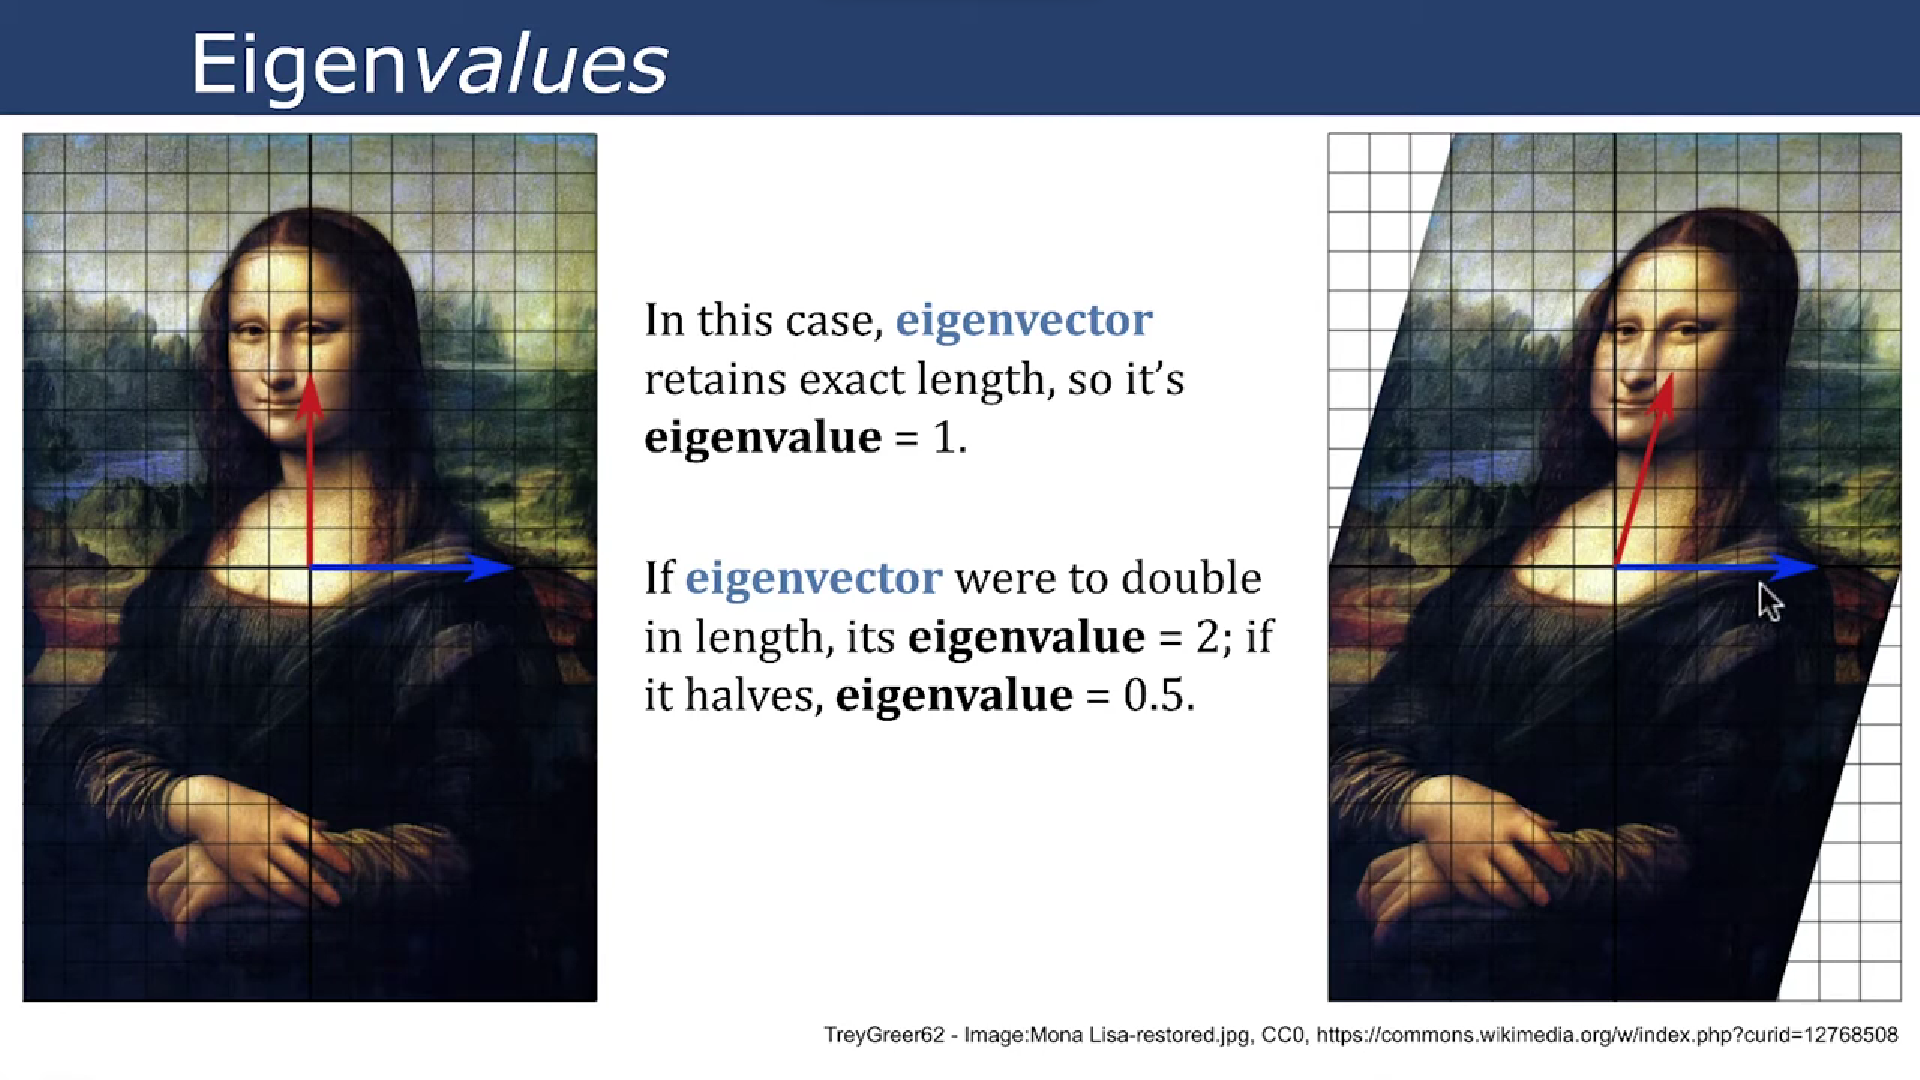 Eigenvalues
In this case, eigenvector
retains exact length, so it’s
eigenvalue = 1.
If eigenvector were to double
in length, its eigenvalue = 2; if
it halves, eigenvalue = 0.5.
TreyGreer62 - Image:Mona Lisa-restored.jpg, CC0, https://commons.wikimedia.org/w/index.php?curid=12768508